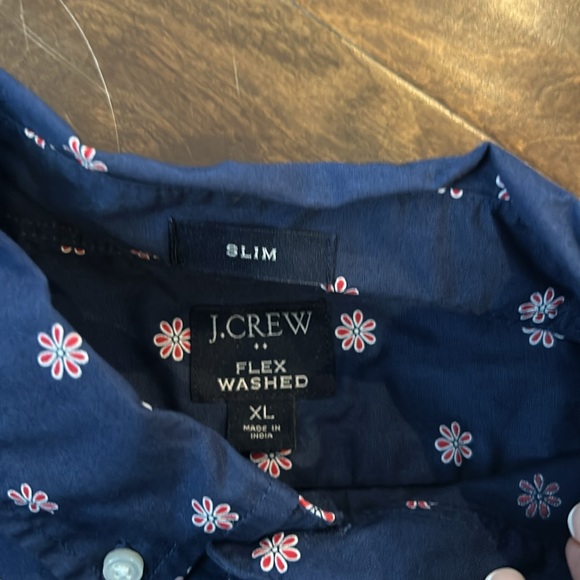 SLIM
J.CREW
FLEX
WASHED
XL
MADE IN
INDIA